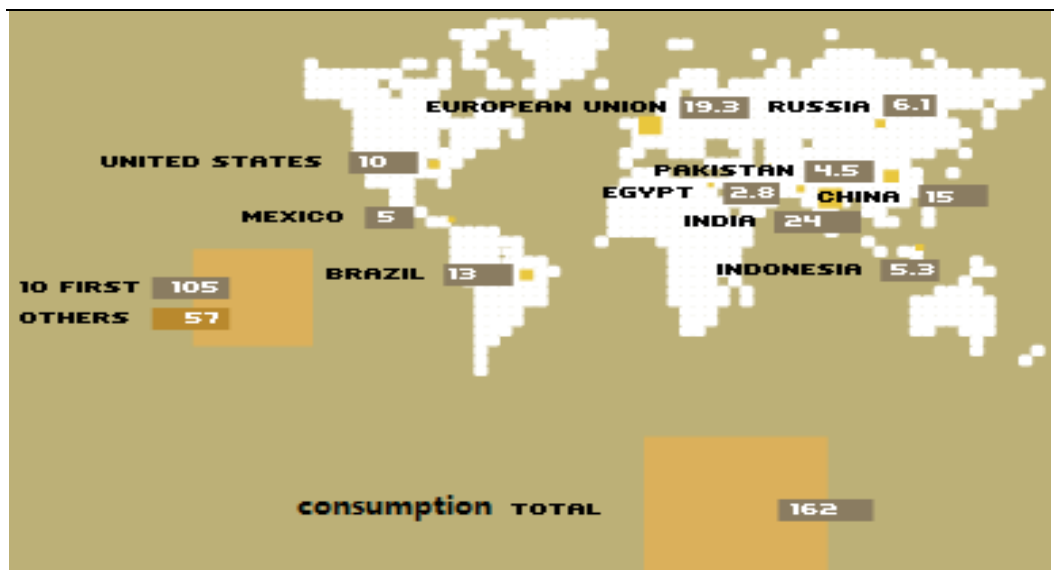 EUROPEAN UNION 19.3 RUSSIA 6.1
UNITED STATES 10
PAKISTAN 4.5
EGYPT 2.8 CHINA 15
MEXICO 5
INDIA 24
BRAZIL 13
INDONESIA 5.3
10 FIRST 105
OTHERS 57
consumption TOTAL 162